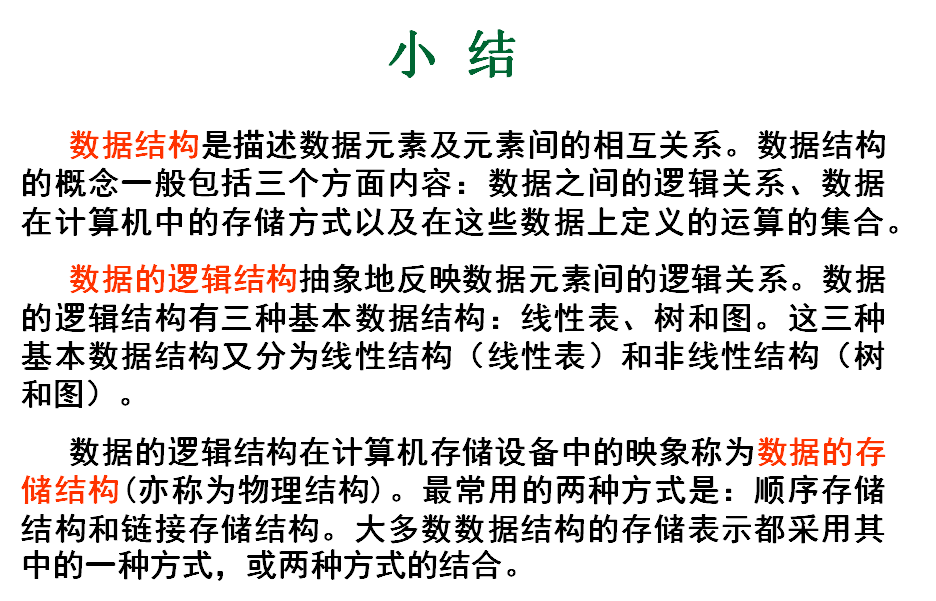 小 结
数据结构是描述数据元素及元素间的相互关系。数据结构
的概念一般包括三个方面内容：数据之间的逻辑关系、数据
在计算机中的存储方式以及在这些数据上定义的运算的集合。
数据的逻辑结构抽象地反映数据元素间的逻辑关系。数据
的逻辑结构有三种基本数据结构：线性表、树和图。这三种
基本数据结构又分为线性结构（线性表）和非线性结构（树
和图）。
数据的逻辑结构在计算机存储设备中的映象称为数据的存
储结构(亦称为物理结构)。最常用的两种方式是：顺序存储
结构和链接存储结构。大多数数据结构的存储表示都采用其
中的一种方式，或两种方式的结合。